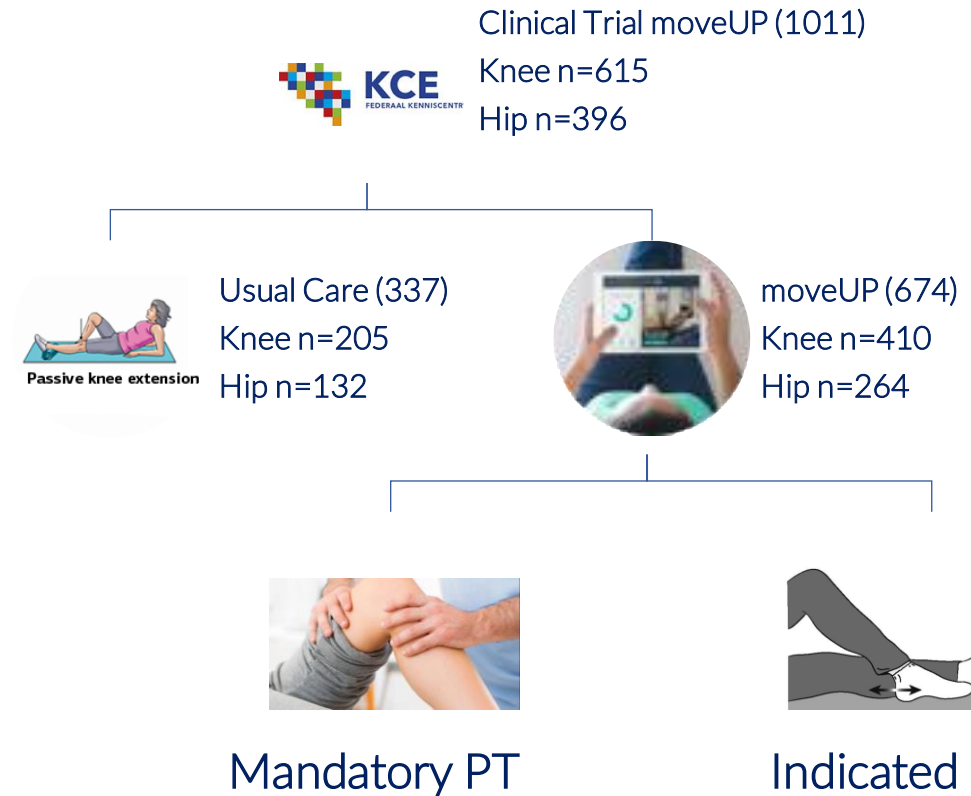 Clinical Trial moveUP (1011)
Knee n=615
Hip n=396
KCE
FEDERAAL KENNISCENTR
Usual Care (337)
Knee n=205
Hip n=132
Passive knee extension
moveUP (674)
Knee n=410
Hip n=264
Mandatory PT
Indicated